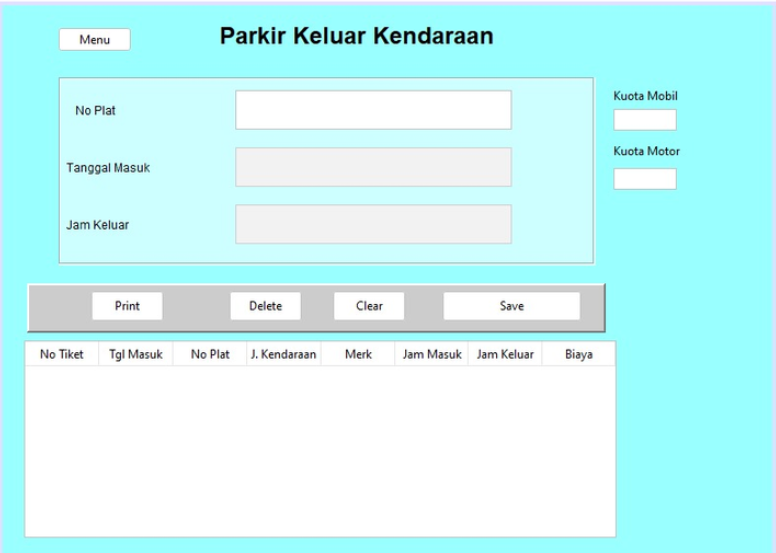 Menu
Parkir Keluar Kendaraan
No Plat
Tanggal Masuk
Jam Keluar
Kuota Mobil
Kuota Motor
Print Delete Clear Save
No Tiket Tgl Masuk No Plat J. Kendaraan Merk Jam Masuk Jam Keluar Biaya